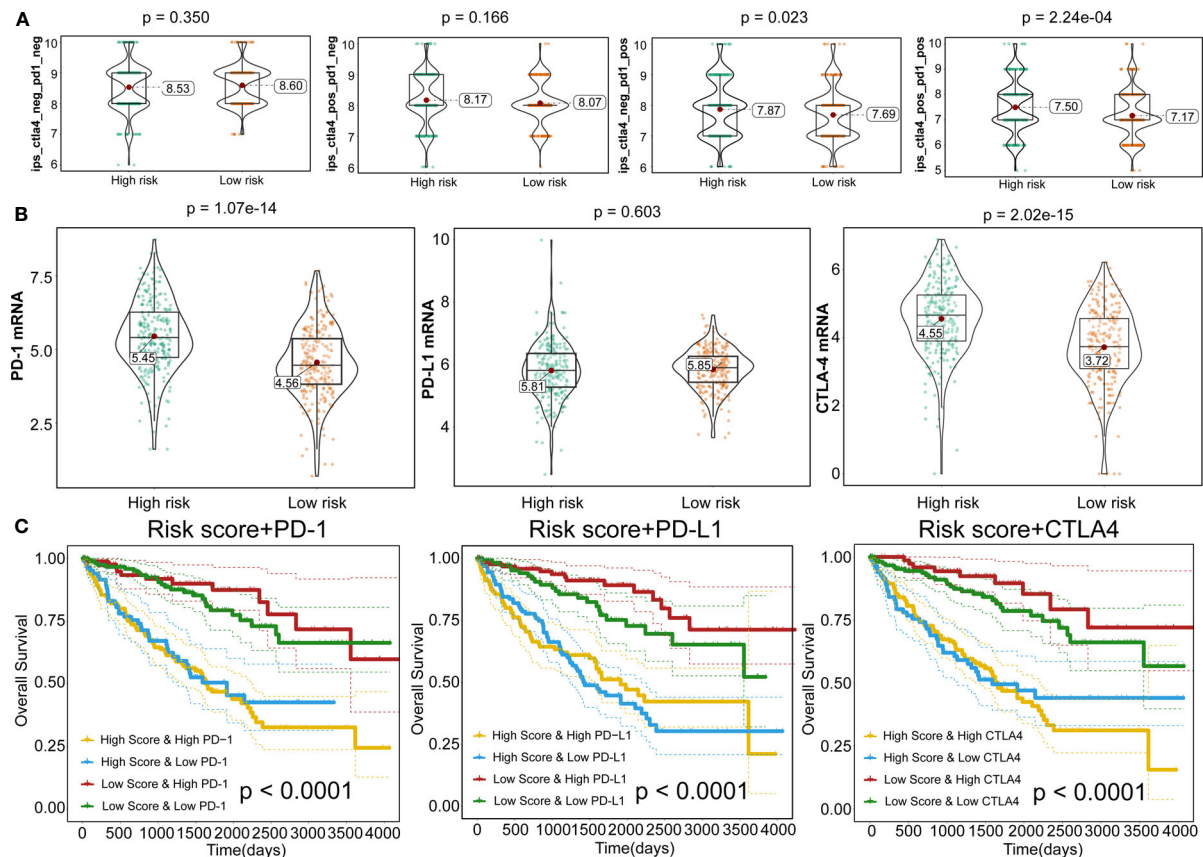 A
p = 0.350
p = 0.166
p = 0.023
p = 2.24e-04
ips_ctla4_neg_pd1_neg
10
9
8
7
6
8.53
8.60
High risk
Low risk
ips_ctla4_pos_pd1_neg
10
9
8
7
6
8.17
8.07
High risk
Low risk
ips_ctla4_neg_pd1_pos
10
9
8
7
6
7.87
7.69
High risk
Low risk
ips_ctla4_pos_pd1_pos
10
9
8
7
6
5
7.50
7.17
High risk
Low risk
B
p = 1.07e-14
p = 0.603
p = 2.02e-15
PD-1 mRNA
7.5
5.0
2.5
5.45
4.56
High risk
Low risk
PD-L1 mRNA
10
8
6
4
5.81
5.85
High risk
Low risk
CTLA-4 mRNA
6
4
2
0
4.55
3.72
High risk
Low risk
C
Risk score+PD-1
Overall Survival
1.00
0.75
0.50
0.25
0.00
High Score & High PD-1
High Score & Low PD-1
Low Score & High PD-1
Low Score & Low PD-1
p < 0.0001
0 500 1000 1500 2000 2500 3000 3500 4000
Time(days)
Risk score+PD-L1
Overall Survival
1.00
0.75
0.50
0.25
0.00
High Score & High PD-L1
High Score & Low PD-L1
Low Score & High PD-L1
Low Score & Low PD-L1
p < 0.0001
0 500 1000 1500 2000 2500 3000 3500 4000
Time(days)
Risk score+CTLA4
Overall Survival
1.00
0.75
0.50
0.25
0.00
High Score & High CTLA4
High Score & Low CTLA4
Low Score & High CTLA4
Low Score & Low CTLA4
p < 0.0001
0 500 1000 1500 2000 2500 3000 3500 4000
Time(days)